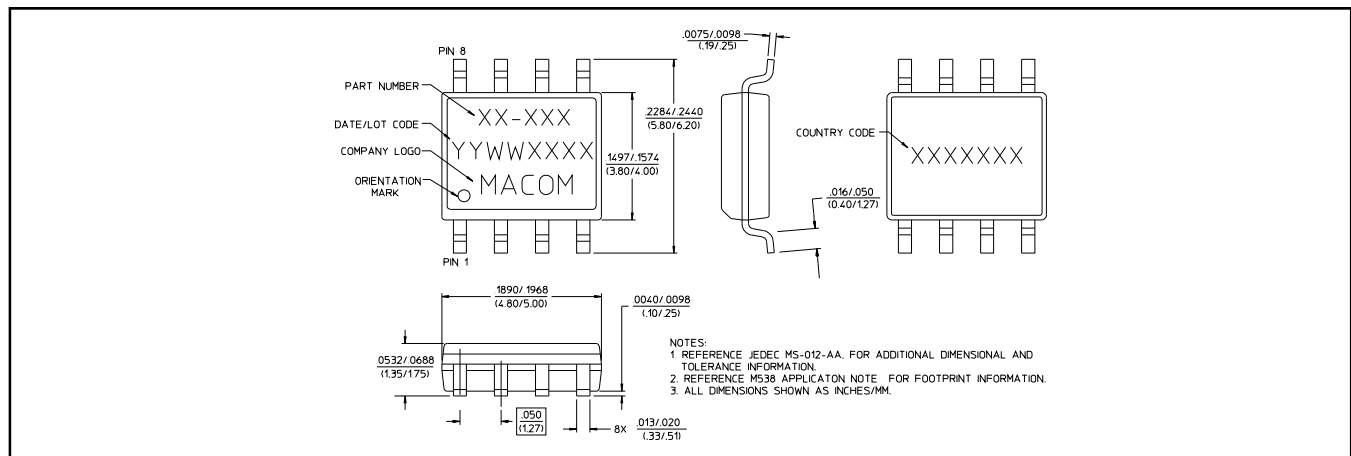 PIN 8
PART NUMBER
XX-XXX
DATE/LOT CODE
YYWWXXXX
COMPANY LOGO
MACOM
ORIENTATION
MARK
PIN 1
.2284/.2440
(5.80/6.20)
.1497/.1574
(3.80/4.00)
.0075/.0098
(.19/.25)
.016/.050
(0.40/1.27)
COUNTRY CODE
XXXXXXX
.1890/.1968
(4.80/5.00)
.0040/.0098
(.10/.25)
.0532/.0688
(1.35/1.75)
.050
(1.27)
8X
.013/.020
(.33/.51)
NOTES:
1. REFERENCE JEDEC MS-012-AA, FOR ADDITIONAL DIMENSIONAL AND
TOLERANCE INFORMATION.
2. REFERENCE M538 APPLICATON NOTE FOR FOOTPRINT INFORMATION.
3. ALL DIMENSIONS SHOWN AS INCHES/MM.